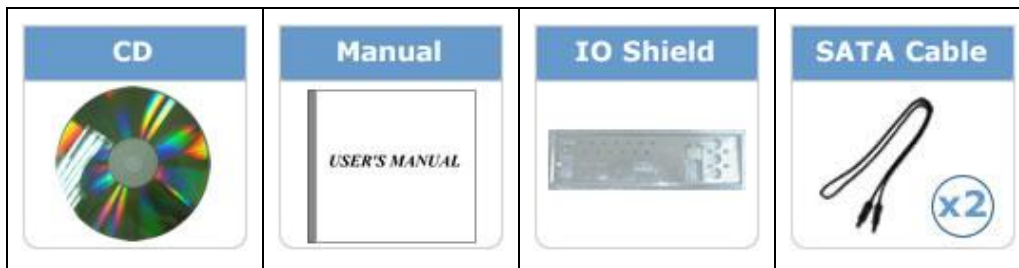 CD
Manual
IO Shield
SATA Cable
USER'S MANUAL
x2